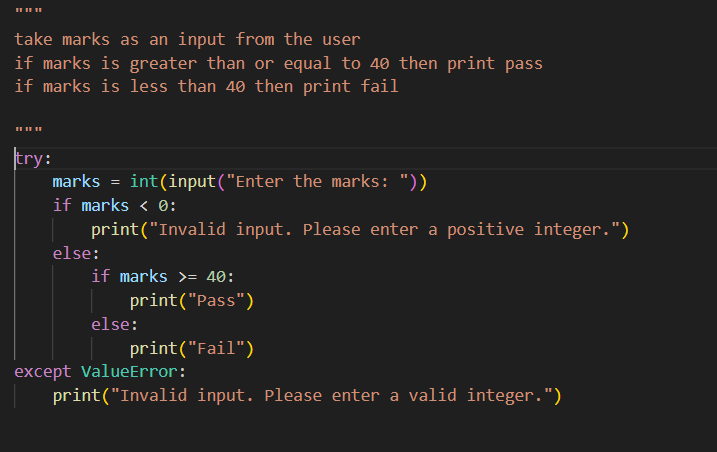 """
take marks as an input from the user
if marks is greater than or equal to 40 then print pass
if marks is less than 40 then print fail
"""
try:
    marks = int(input("Enter the marks: "))
    if marks < 0:
        print("Invalid input. Please enter a positive integer.")
    else:
        if marks >= 40:
            print("Pass")
        else:
            print("Fail")
except ValueError:
    print("Invalid input. Please enter a valid integer.")